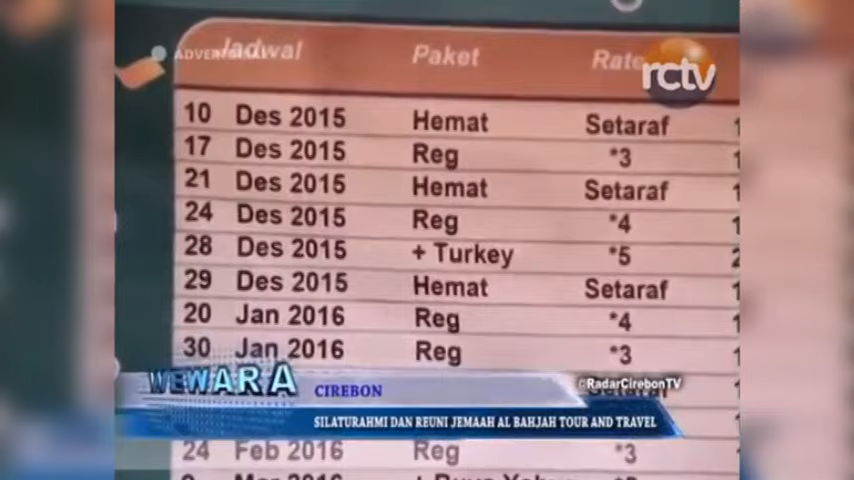 Jadwal Paket Rate
ADVERTORIAL
rctv
10 Des 2015 Hemat Setaraf
17 Des 2015 Reg *3
21 Des 2015 Hemat Setaraf
24 Des 2015 Reg *4
28 Des 2015 + Turkey *5
29 Des 2015 Hemat Setaraf
20 Jan 2016 Reg *4
30 Jan 2016 Reg *3
WEWARA
CIREBON
@RadarCirebonTV
SILATURAHMI DAN REUNI JEMAAH AL BAHJAH TOUR AND TRAVEL
24 Feb 2016 Reg *3